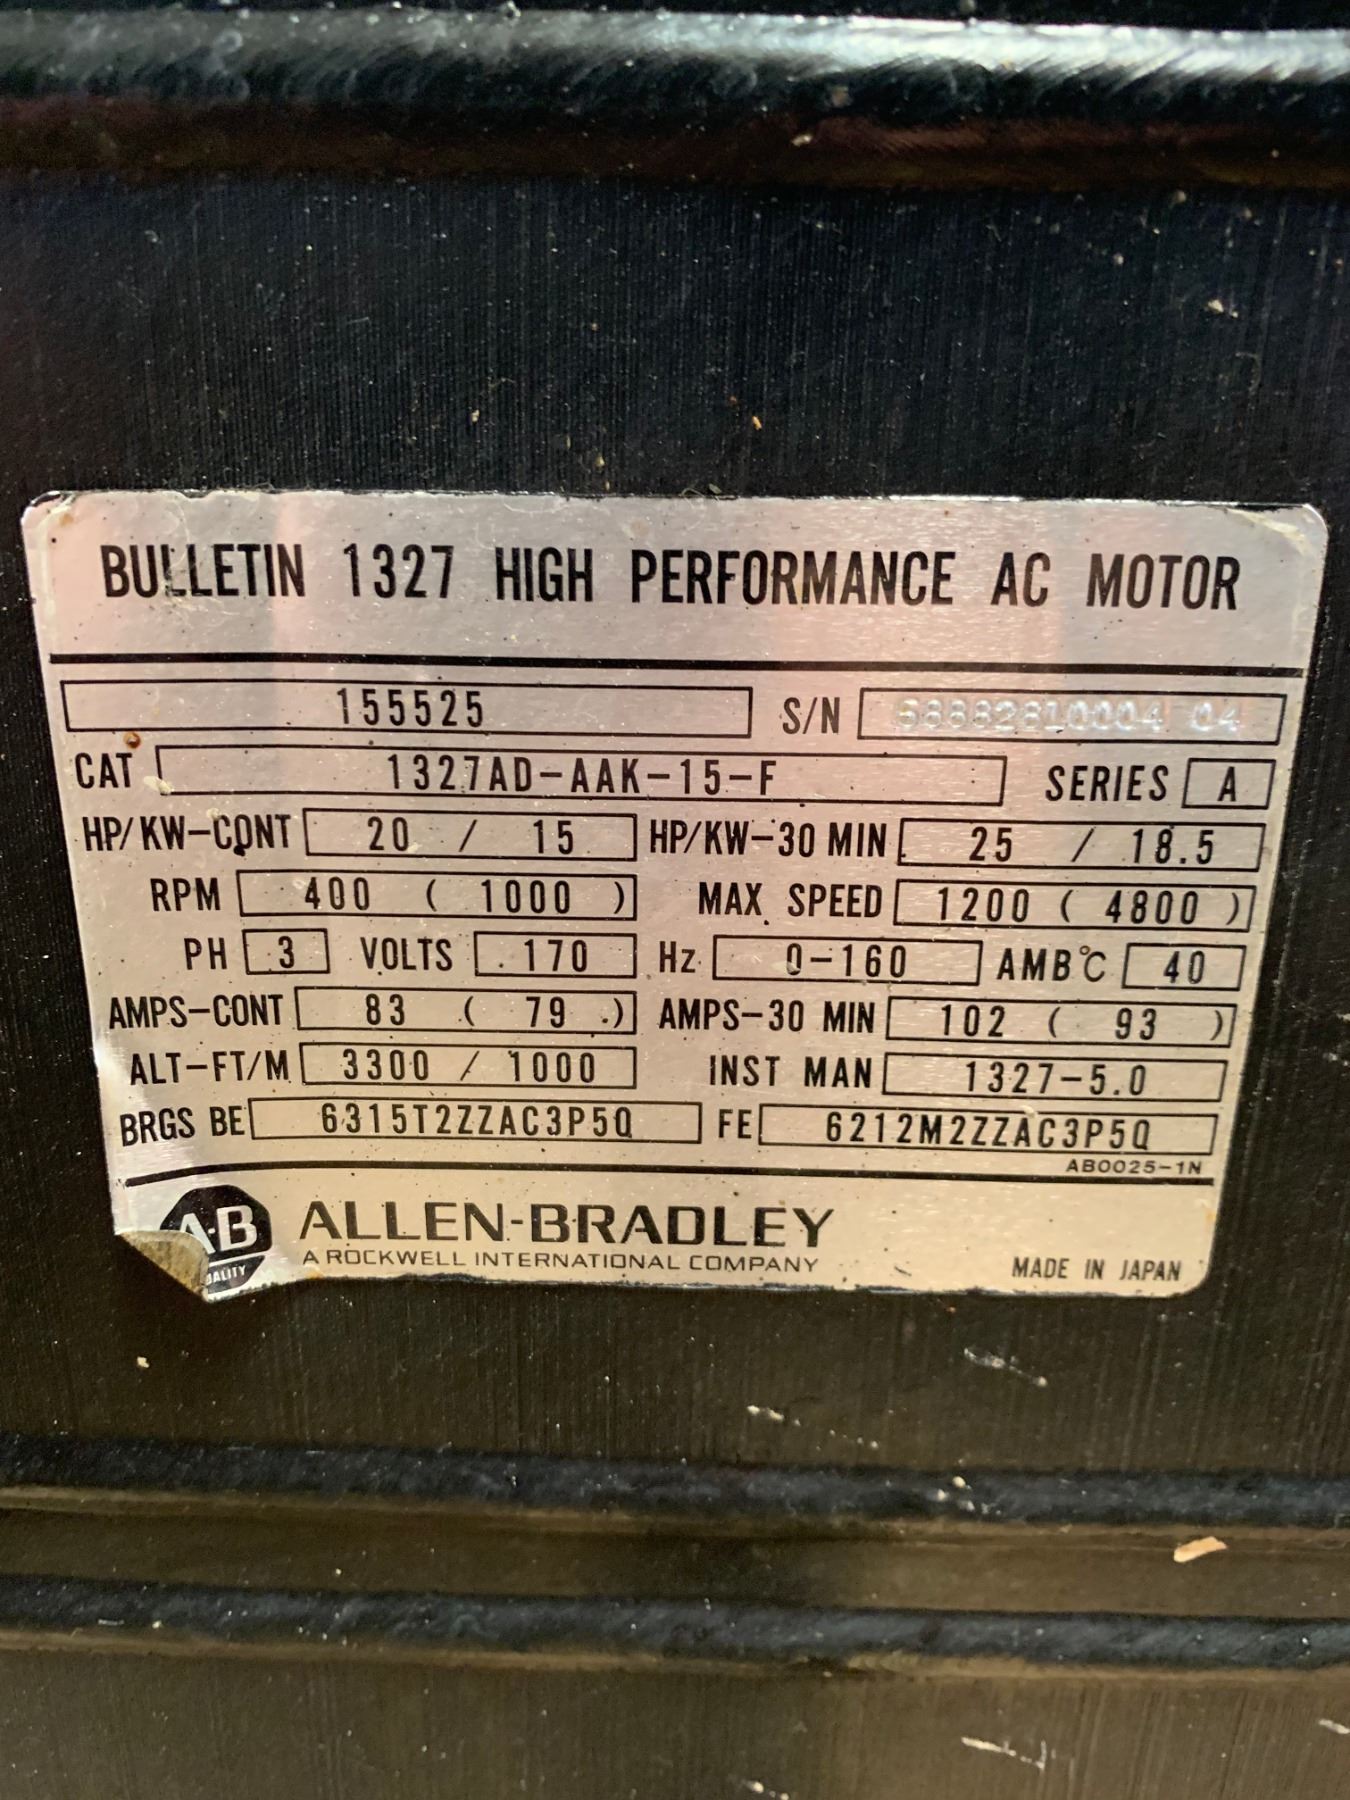 BULLETIN 1327 HIGH PERFORMANCE AC MOTOR
155525 S/N
CAT 1327AD-AAK-15-F SERIES A
HP/KW-CONT 20 / 15 HP/KW-30 MIN 25 / 18.5
RPM 400 ( 1000 ) MAX SPEED 1200 ( 4800 )
PH 3 VOLTS 170 Hz 0-160 AMB°C 40
AMPS-CONT 83 ( 79 ) AMPS-30 MIN 102 ( 93 )
ALT-FT/M 3300 / 1000 INST MAN 1327-5.0
BRGS BE 6315T2ZZAC3P5Q FE 6212M2ZZAC3P5Q
AB0025-1N
A-B ALLEN-BRADLEY
A ROCKWELL INTERNATIONAL COMPANY MADE IN JAPAN